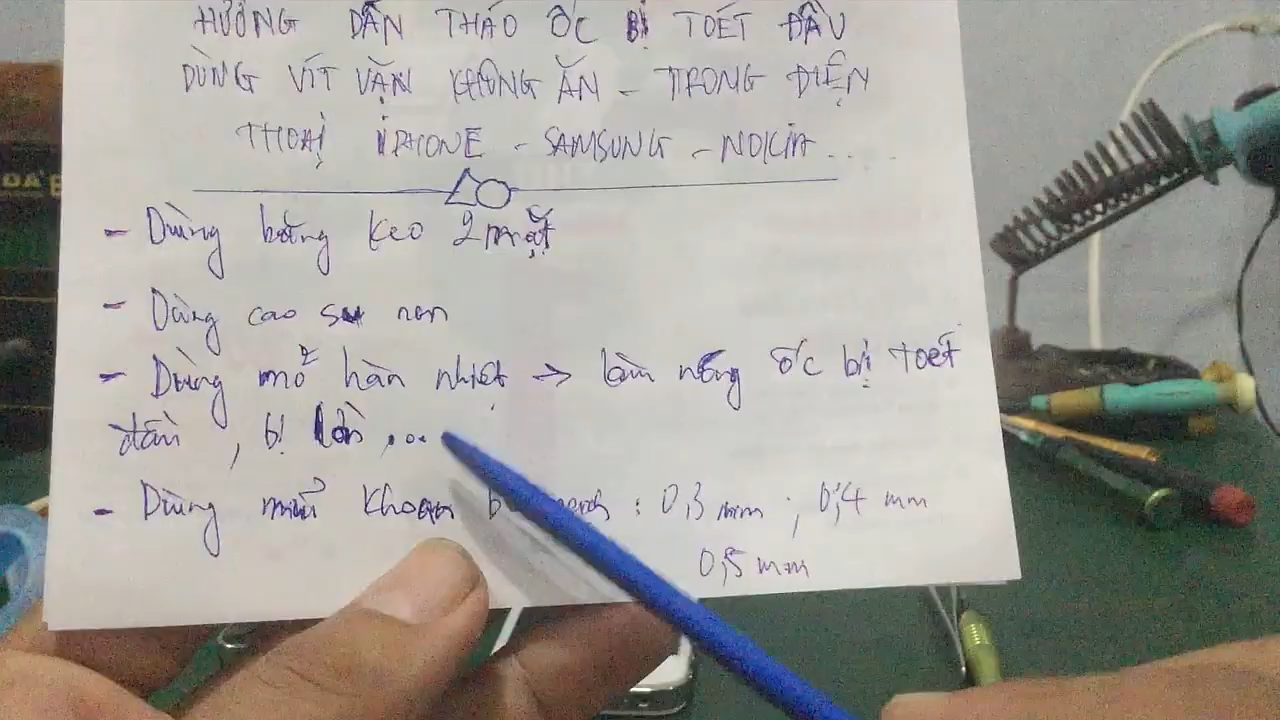 HƯỚNG DẪN THÁO ỐC BỊ TOÉT ĐẦU
DÙNG VÍT VẶN KHÔNG ĂN - TRONG ĐIỆN
THOẠI IPHONE - SAMSUNG - NOKIA...
- Dùng băng keo 2 mặt
- Dùng cao su non
- Dùng mỏ hàn nhiệt → làm nóng ốc bị toét
đầu, bị lờn,...
- Dùng mũi khoan : 0,3 mm ; 0,4 mm
0,5 mm